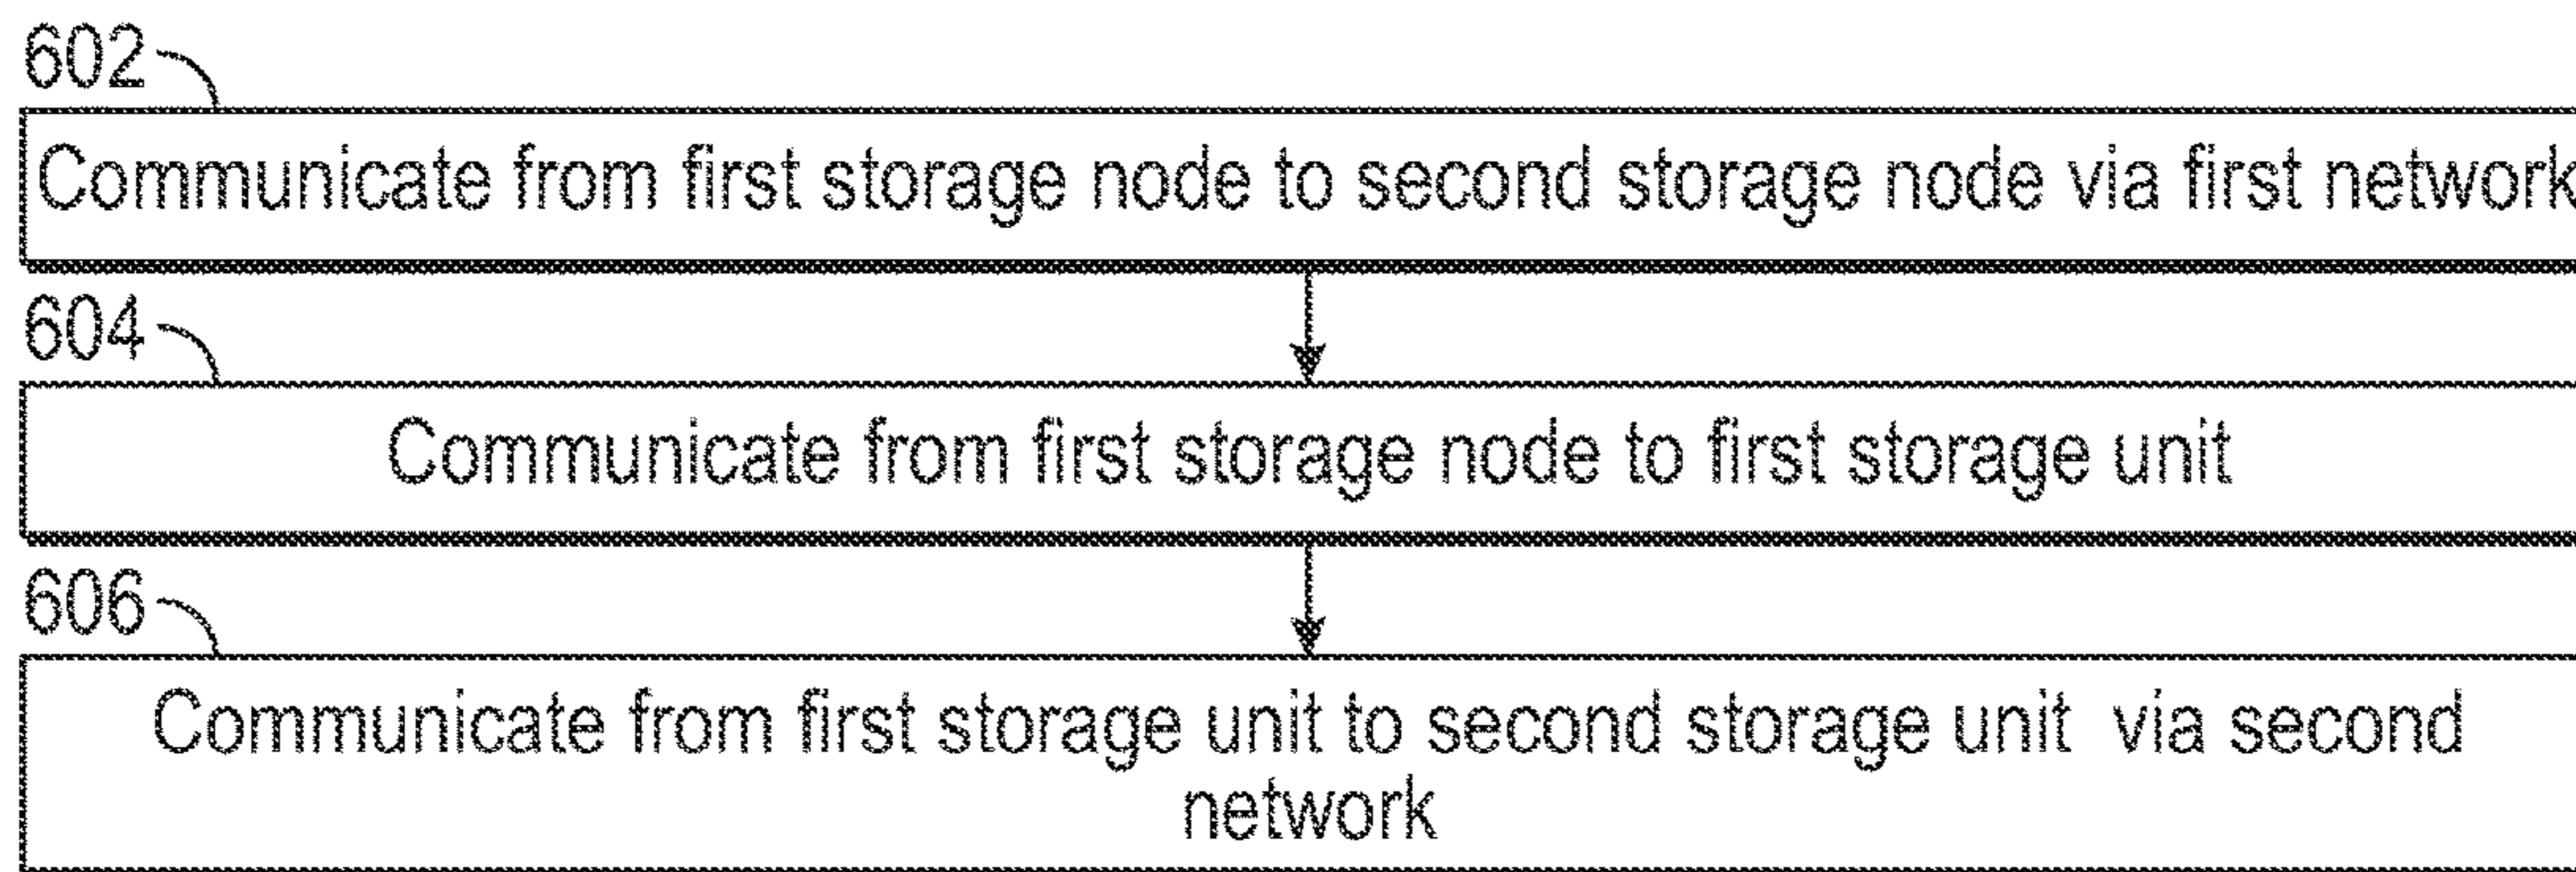 602
Communicate from first storage node to second storage node via first network
604
Communicate from first storage node to first storage unit
606
Communicate from first storage unit to second storage unit via second
network